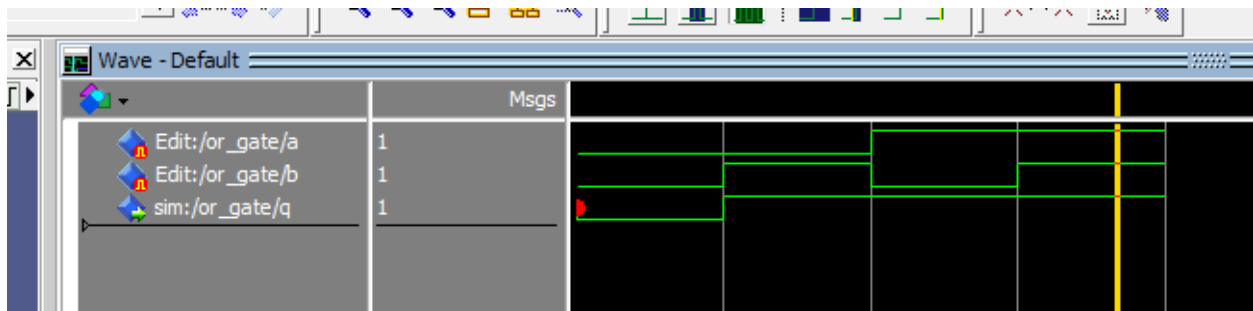 Wave - Default
Msgs
Edit:/or_gate/a 1
Edit:/or_gate/b 1
sim:/or_gate/q 1